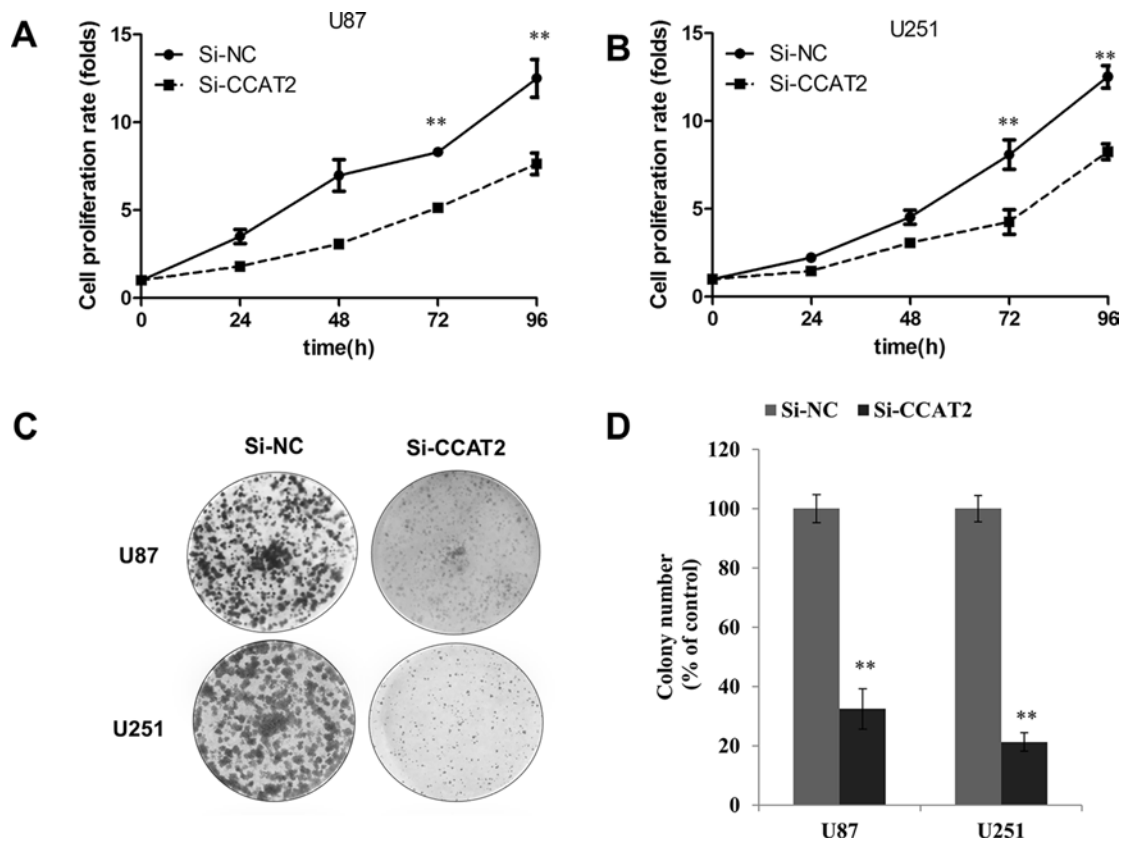 A
U87
Cell proliferation rate (folds)
Si-NC
Si-CCAT2
15
10
5
0
**
**
0 24 48 72 96
time(h)
B
U251
Cell proliferation rate (folds)
Si-NC
Si-CCAT2
15
10
5
0
**
**
0 24 48 72 96
time(h)
C
Si-NC Si-CCAT2
U87
U251
D
Si-NC Si-CCAT2
Colony number
(% of control)
120
100
80
60
40
20
0
**
**
U87 U251